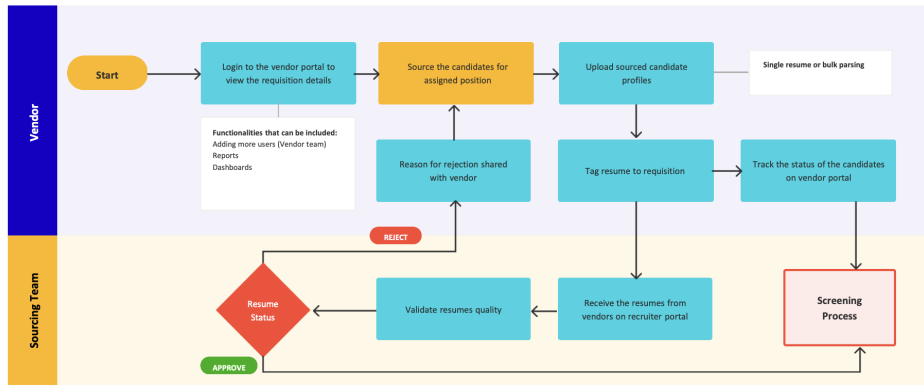 Vendor
Start
Login to the vendor portal to
view the requisition details
Source the candidates for
assigned position
Upload sourced candidate
profiles
Single resume or bulk parsing
Functionalities that can be included:
Adding more users (Vendor team)
Reports
Dashboards
Reason for rejection shared
with vendor
Tag resume to requisition
Track the status of the candidates
on vendor portal
REJECT
Sourcing Team
Resume
Status
Validate resumes quality
Receive the resumes from
vendors on recruiter portal
Screening
Process
APPROVE